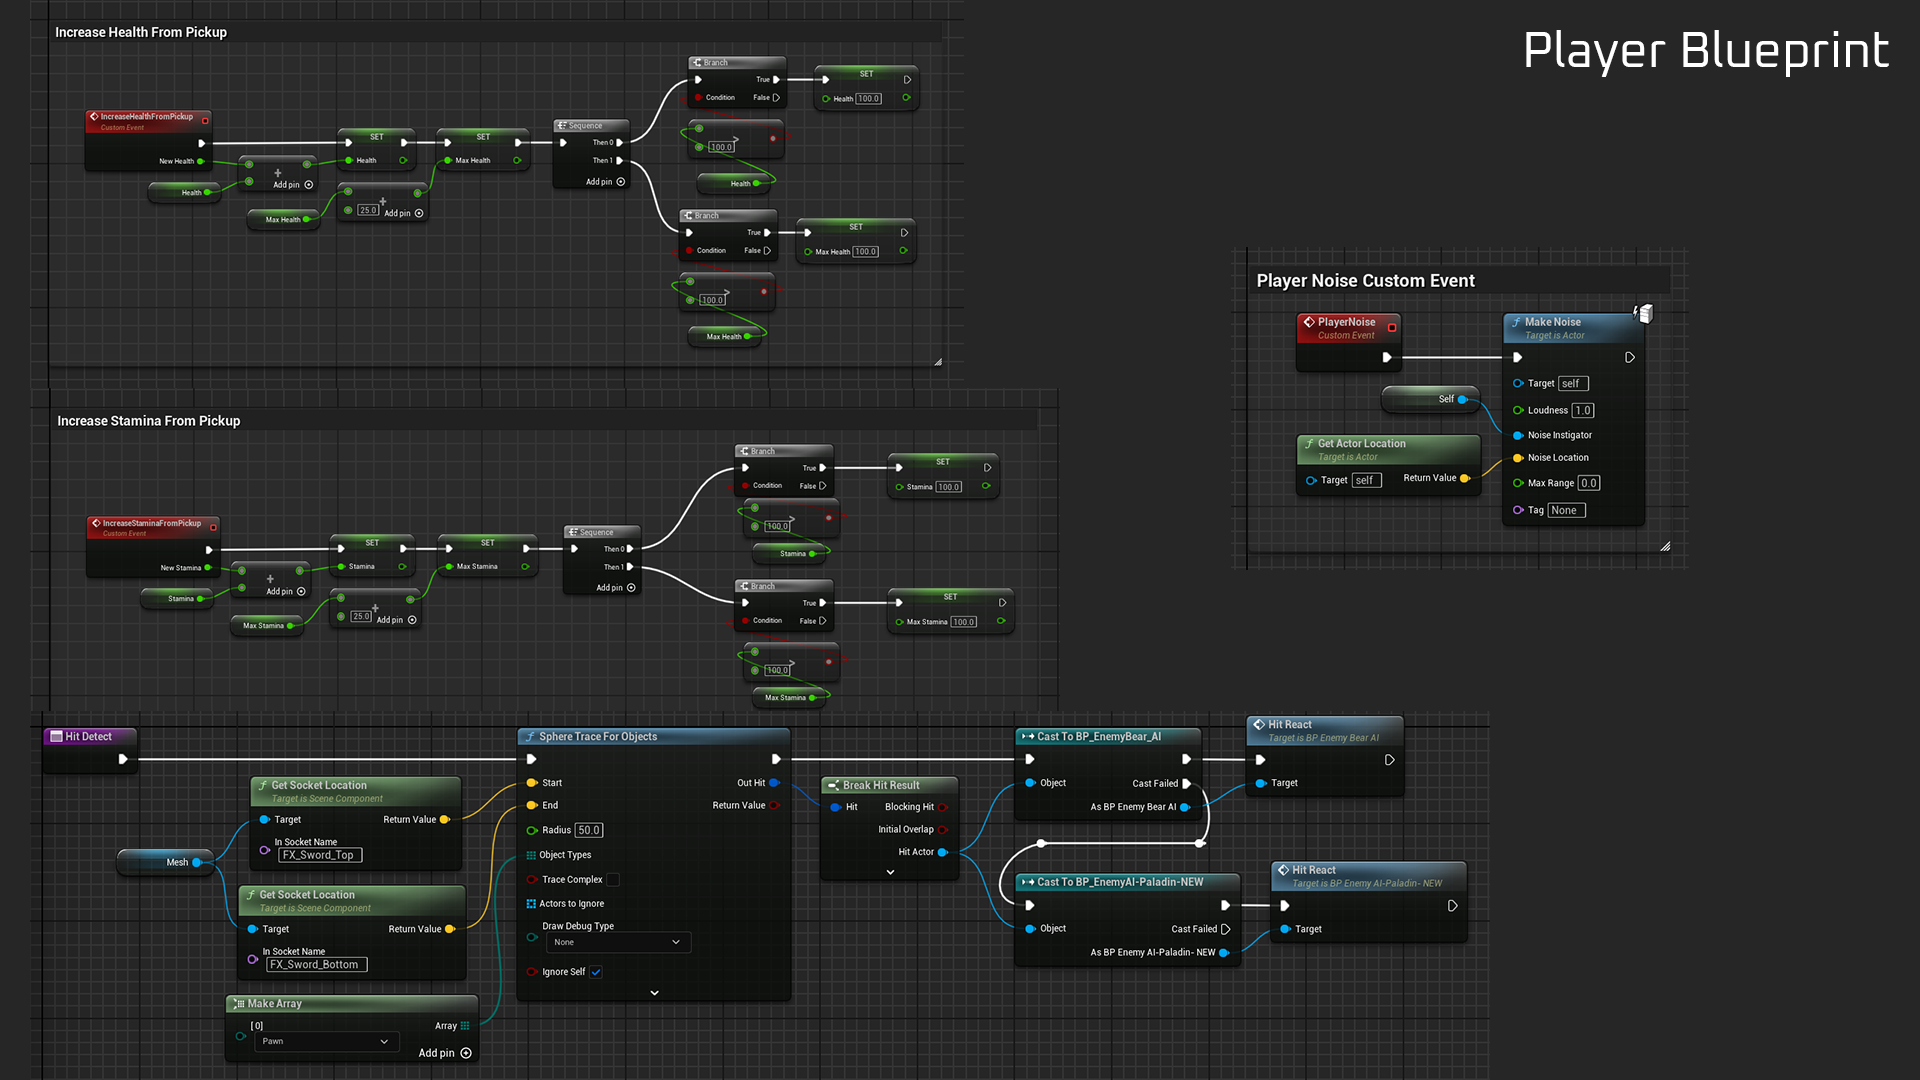 Player Blueprint
Increase Health From Pickup
IncreaseHealthFromPickup
Custom Event
New Health
Health
+
Add pin
SET
Health
Max Health
25.0
+
Add pin
SET
Max Health
Sequence
Then 0
Then 1
Add pin
Branch
True
Condition
False
SET
Health 100.0
>
100.0
Health
Branch
True
Condition
False
SET
Max Health 100.0
>
100.0
Max Health
Increase Stamina From Pickup
IncreaseStaminaFromPickup
Custom Event
New Stamina
Stamina
+
Add pin
SET
Stamina
Max Stamina
25.0
+
Add pin
SET
Max Stamina
Sequence
Then 0
Then 1
Add pin
Branch
True
Condition
False
SET
Stamina 100.0
>
100.0
Stamina
Branch
True
Condition
False
SET
Max Stamina 100.0
>
100.0
Max Stamina
Player Noise Custom Event
PlayerNoise
Custom Event
Self
f Get Actor Location
Target is Actor
Target self
Return Value
f Make Noise
Target is Actor
Target self
Loudness 1.0
Noise Instigator
Noise Location
Max Range 0.0
Tag None
Hit Detect
Mesh
f Get Socket Location
Target is Scene Component
Target
Return Value
In Socket Name
FX_Sword_Top
f Get Socket Location
Target is Scene Component
Target
Return Value
In Socket Name
FX_Sword_Bottom
Make Array
[0]
Pawn
Array
Add pin
f Sphere Trace For Objects
Start
Out Hit
End
Return Value
Radius 50.0
Object Types
Trace Complex
Actors to Ignore
Draw Debug Type
None
Ignore Self
Break Hit Result
Hit
Blocking Hit
Initial Overlap
Hit Actor
Cast To BP_EnemyBear_AI
Object
Cast Failed
As BP Enemy Bear AI
Hit React
Target is BP Enemy Bear AI
Target
Cast To BP_EnemyAI-Paladin-NEW
Object
Cast Failed
As BP Enemy AI-Paladin- NEW
Hit React
Target is BP Enemy AI-Paladin- NEW
Target